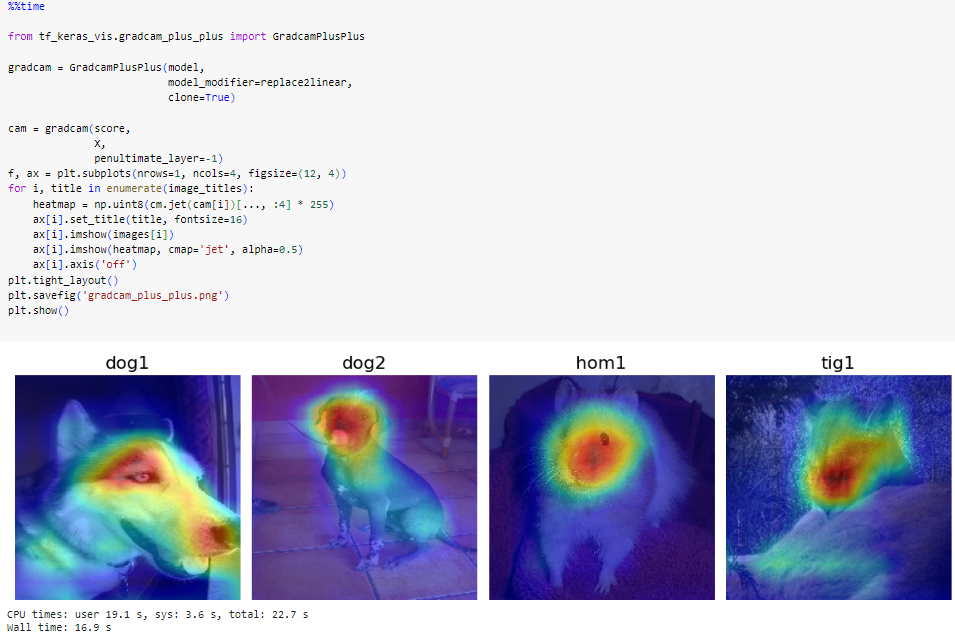 %%time
from tf_keras_vis.gradcam_plus_plus import GradcamPlusPlus
gradcam = GradcamPlusPlus(model,
model_modifier=replace2linear,
clone=True)
cam = gradcam(score,
X,
penultimate_layer=-1)
f, ax = plt.subplots(nrows=1, ncols=4, figsize=(12, 4))
for i, title in enumerate(image_titles):
heatmap = np.uint8(cm.jet(cam[i])[..., :4] * 255)
ax[i].set_title(title, fontsize=16)
ax[i].imshow(images[i])
ax[i].imshow(heatmap, cmap='jet', alpha=0.5)
ax[i].axis('off')
plt.tight_layout()
plt.savefig('gradcam_plus_plus.png')
plt.show()
dog1 dog2 hom1 tig1
CPU times: user 19.1 s, sys: 3.6 s, total: 22.7 s
Wall time: 16.9 s